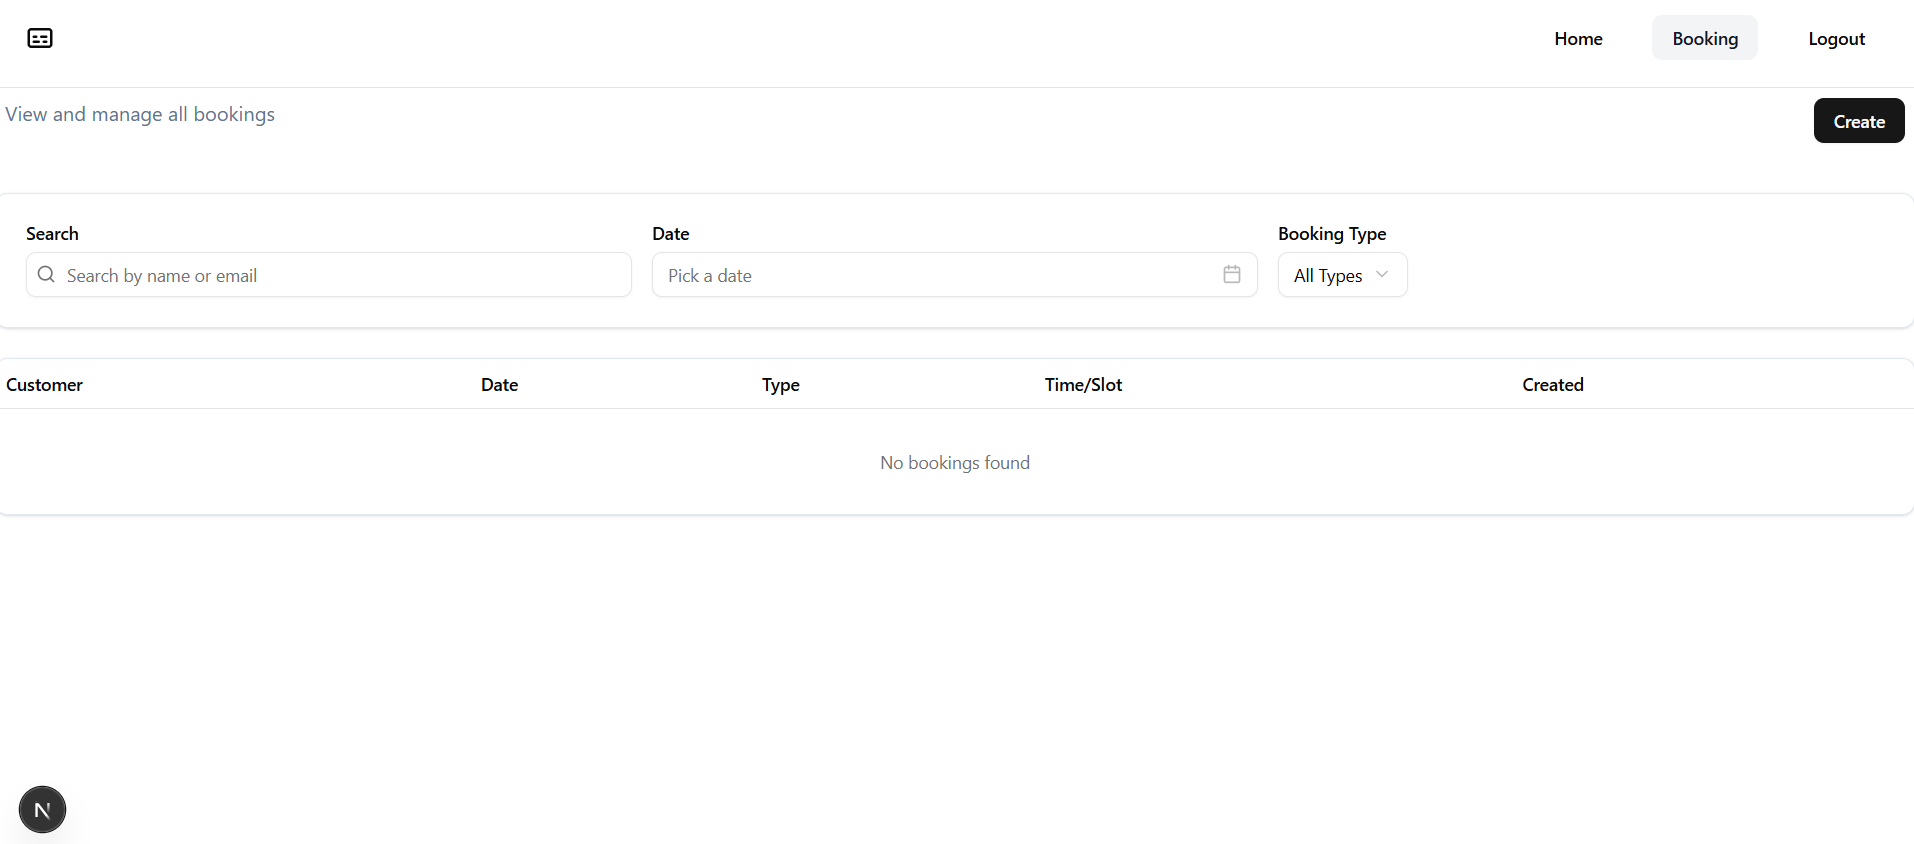 Home Booking Logout
View and manage all bookings
Create
Search Date Booking Type
Search by name or email Pick a date All Types
Customer Date Type Time/Slot Created
No bookings found
N